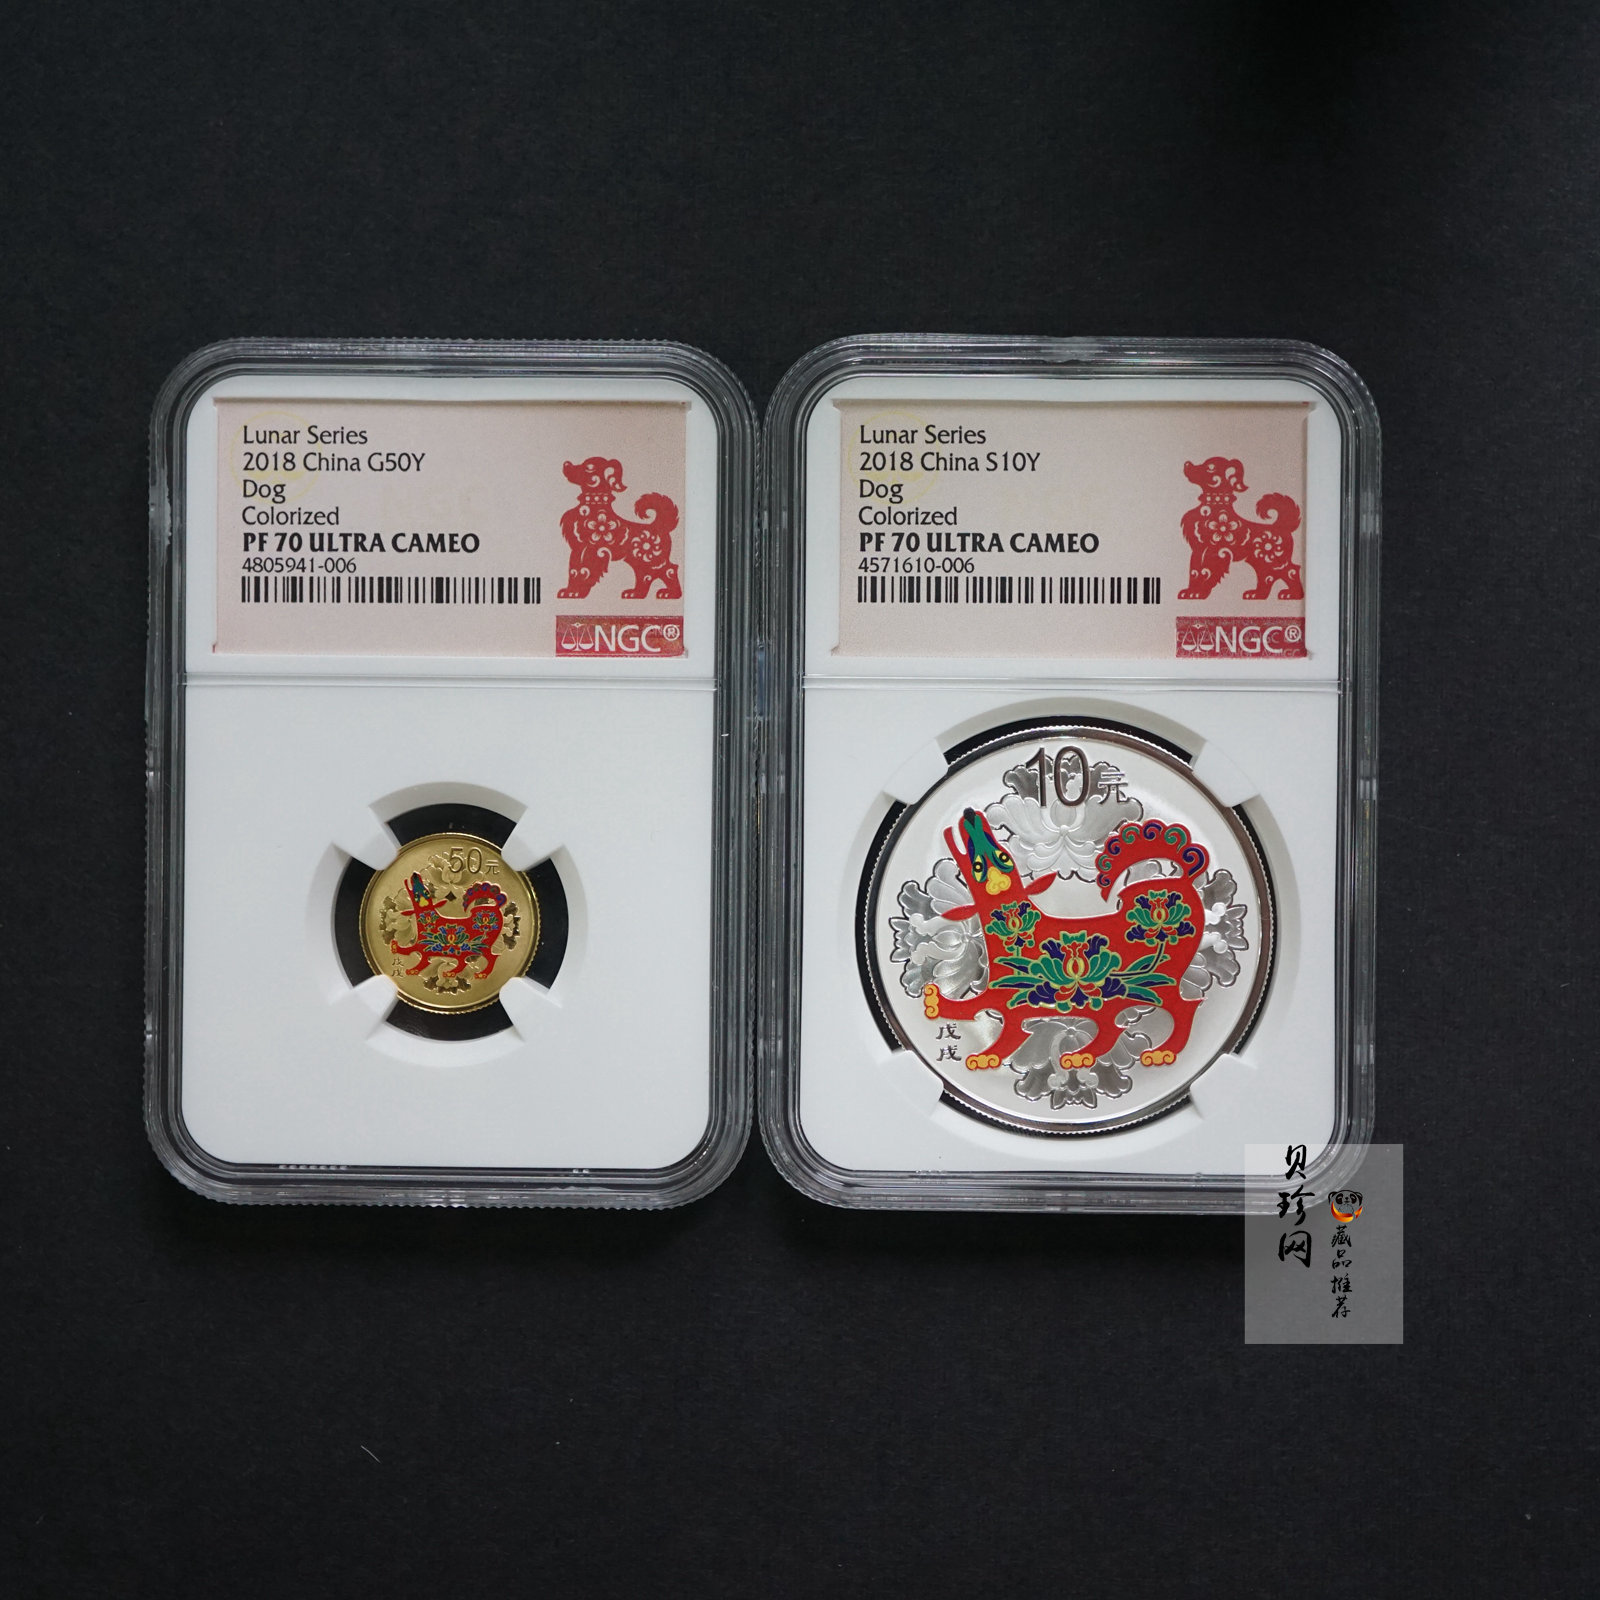 Lunar Series
2018 China G50Y
Dog
Colorized
PF 70 ULTRA CAMEO
4805941-006
NGC®
50元
戊戌
Lunar Series
2018 China S10Y
Dog
Colorized
PF 70 ULTRA CAMEO
4571610-006
NGC®
10元
戊戌
贝珍网
藏品推荐